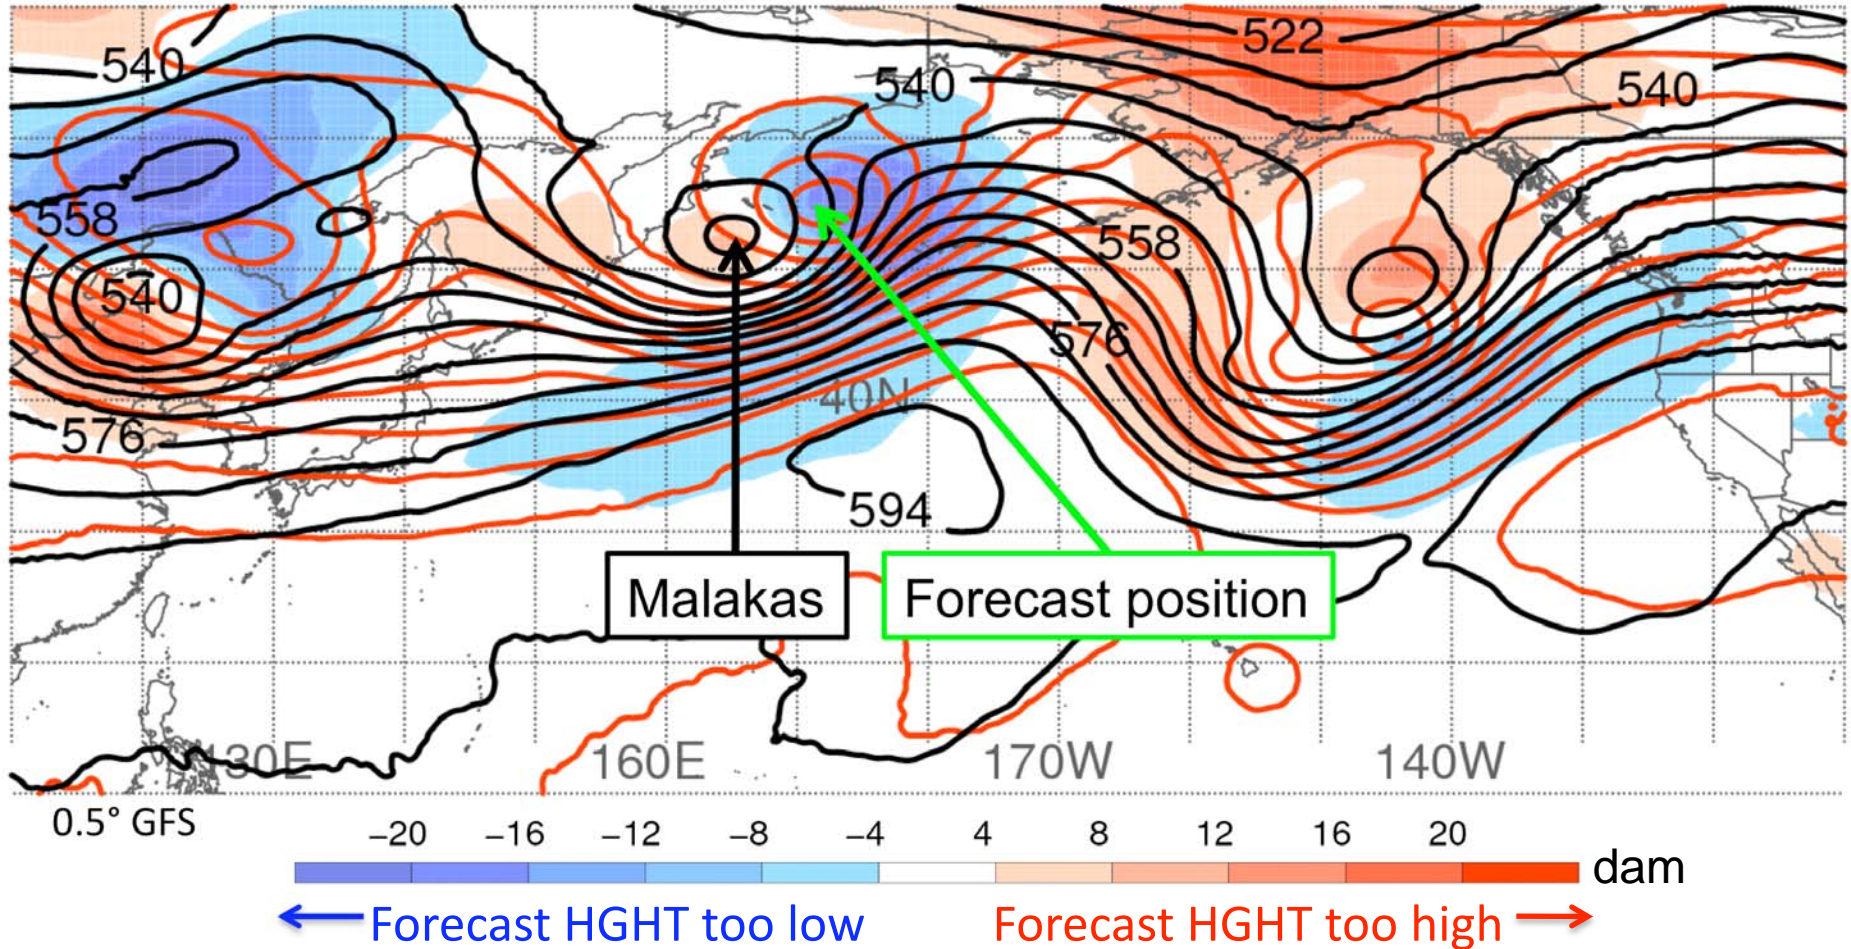 522
540
540
540
558
558
540
576
40N
576
594
Malakas
Forecast position
130E
160E
170W
140W
0.5° GFS
−20 −16 −12 −8 −4 4 8 12 16 20
dam
Forecast HGHT too low
Forecast HGHT too high